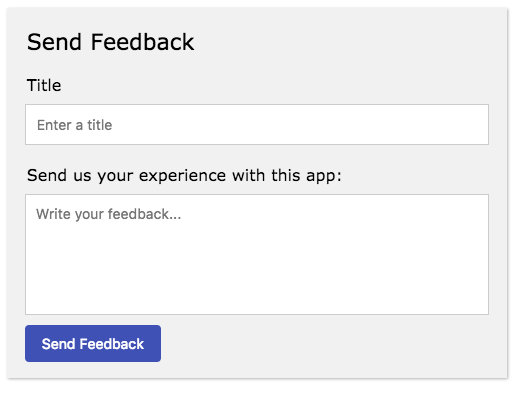 Send Feedback
Title
Enter a title
Send us your experience with this app:
Write your feedback...
Send Feedback